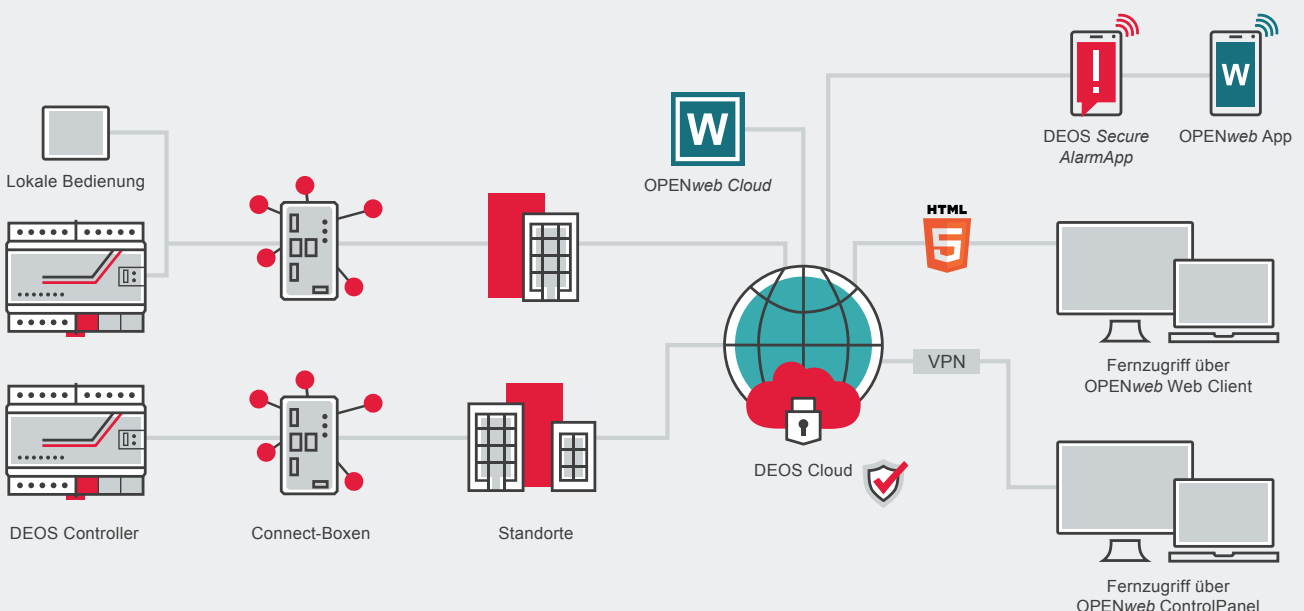 Lokale Bedienung
DEOS Controller
Connect-Boxen
Standorte
W
OPENweb Cloud
DEOS Cloud
!
DEOS Secure
AlarmApp
W
OPENweb App
HTML
5
Fernzugriff über
OPENweb Web Client
VPN
Fernzugriff über
OPENweb ControlPanel